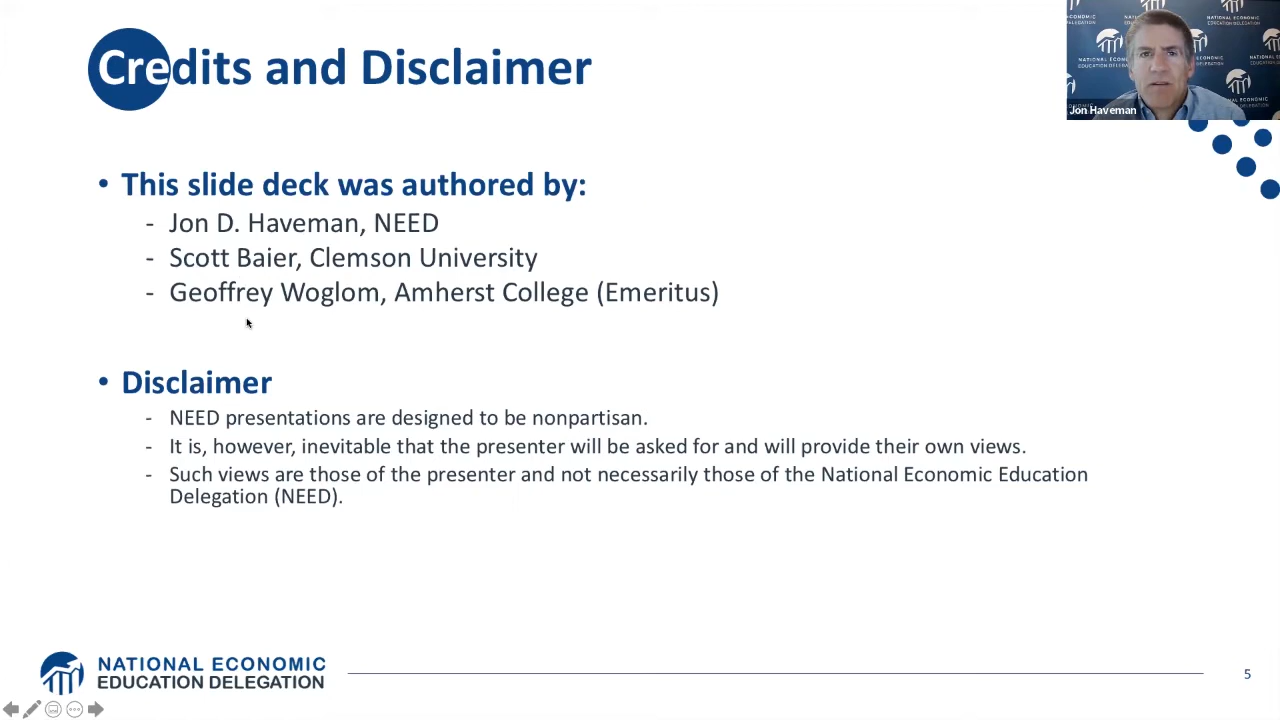 Credits and Disclaimer
• This slide deck was authored by:
- Jon D. Haveman, NEED
- Scott Baier, Clemson University
- Geoffrey Woglom, Amherst College (Emeritus)
• Disclaimer
- NEED presentations are designed to be nonpartisan.
- It is, however, inevitable that the presenter will be asked for and will provide their own views.
- Such views are those of the presenter and not necessarily those of the National Economic Education
Delegation (NEED).
Jon Haveman
NATIONAL ECONOMIC
EDUCATION DELEGATION
5